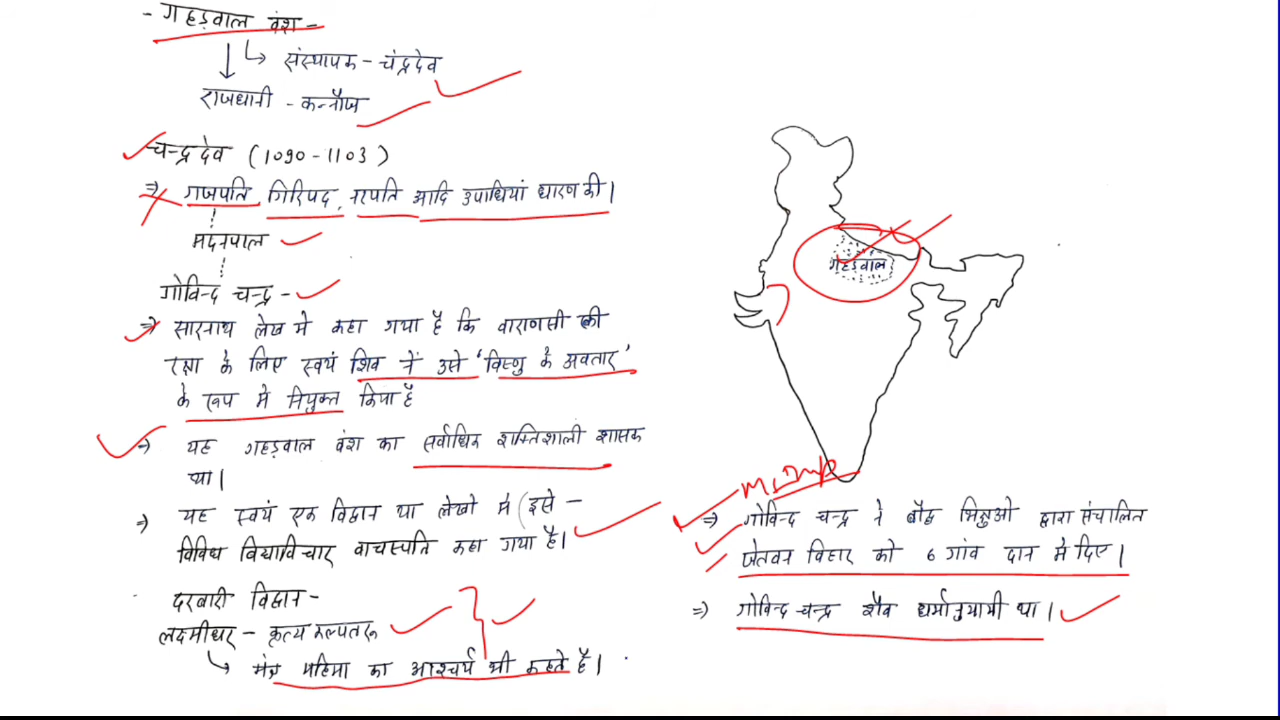 - गहड़वाल वंश -
संस्थापक - चंद्रदेव
राजधानी - कन्नौज
चन्द्रदेव (1090-1103)
⇒ गजपति गिरिपद, नरपति आदि उपाधियां धारण की।
मदनपाल
गोविन्द चन्द्र -
⇒ सारनाथ लेख मे कहा गया है कि वाराणसी की
रक्षा के लिए स्वयं शिव नें उसे 'विष्णु के अवतार'
के रूप मे नियुक्त किया है
⇒ यह गहड़वाल वंश का सर्वाधिक शक्तिशाली शासक
था।
⇒ यह स्वयं एक विद्वान था लेखो मे (इसे -
विविध विद्याविचार वाचस्पति कहा गया है।
दरबारी विद्वान -
लक्ष्मीधर - कृत्य कल्पतरू
मंत्र महिमा का आश्चर्य भी कहते है।
गहड़वाल
M. Imp
⇒ गोविन्द चन्द्र ने बौद्ध भिक्षुओ द्वारा संचालित
जेतवन विहार को 6 गांव दान मे दिए।
⇒ गोविन्द चन्द्र शैव धर्मानुयायी था।